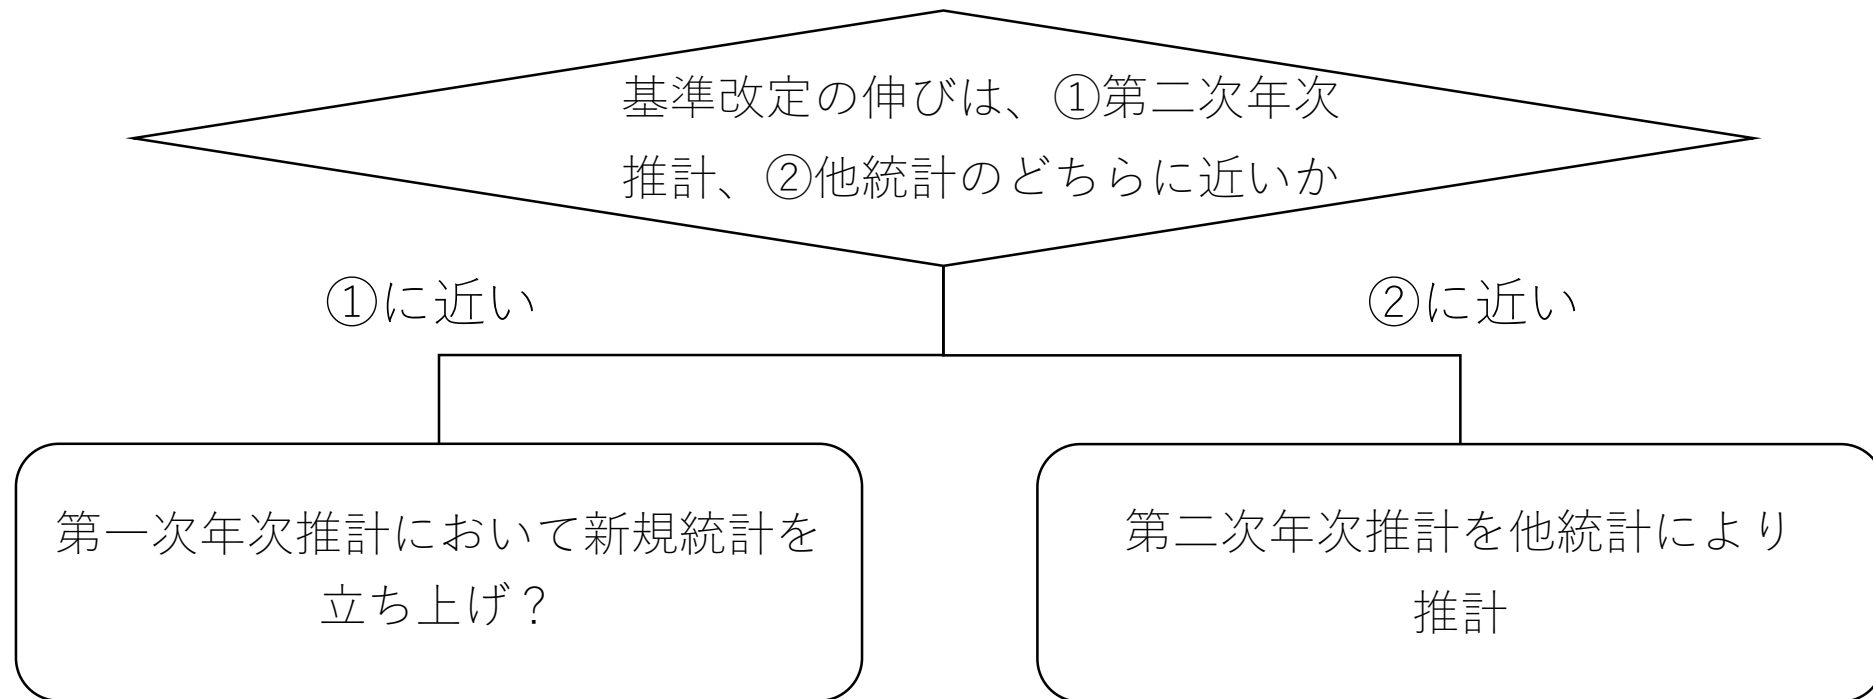 基準改定の伸びは、①第二次年次
推計、②他統計のどちらに近いか
①に近い
②に近い
第一次年次推計において新規統計を
立ち上げ？
第二次年次推計を他統計により
推計